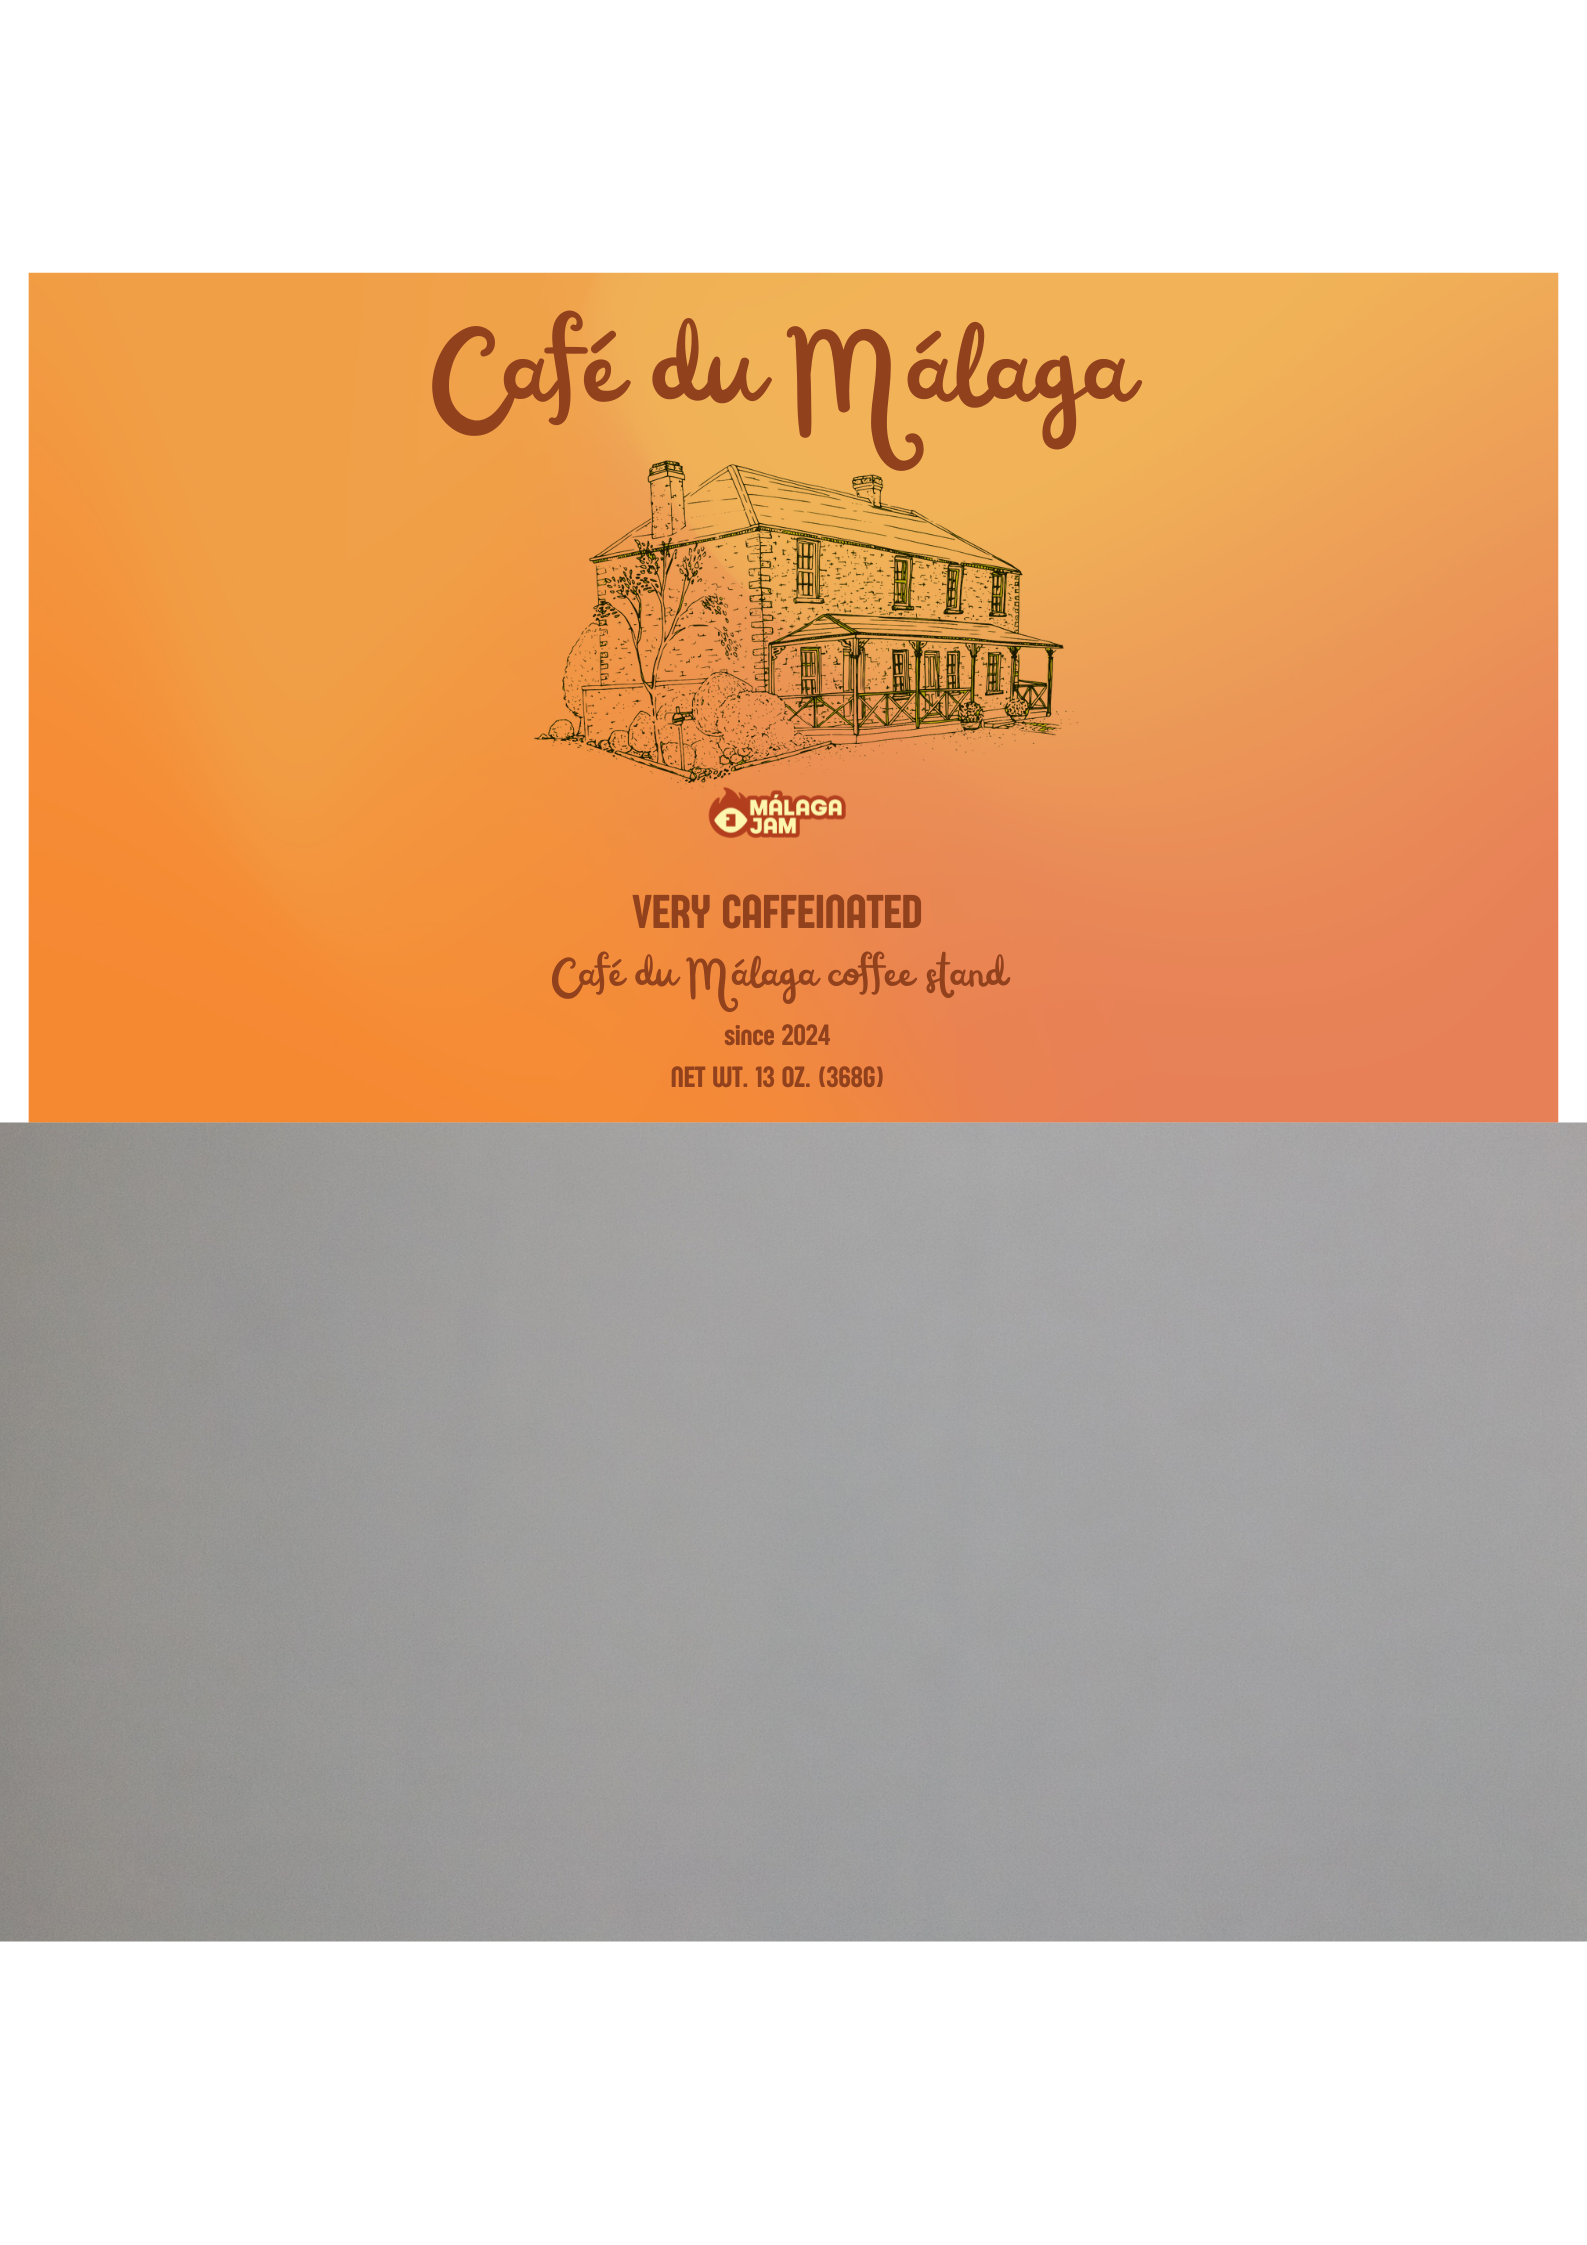 Café du Málaga
MÁLAGA
JAM
VERY CAFFEINATED
Café du Málaga coffee stand
since 2024
NET WT. 13 OZ. (368G)